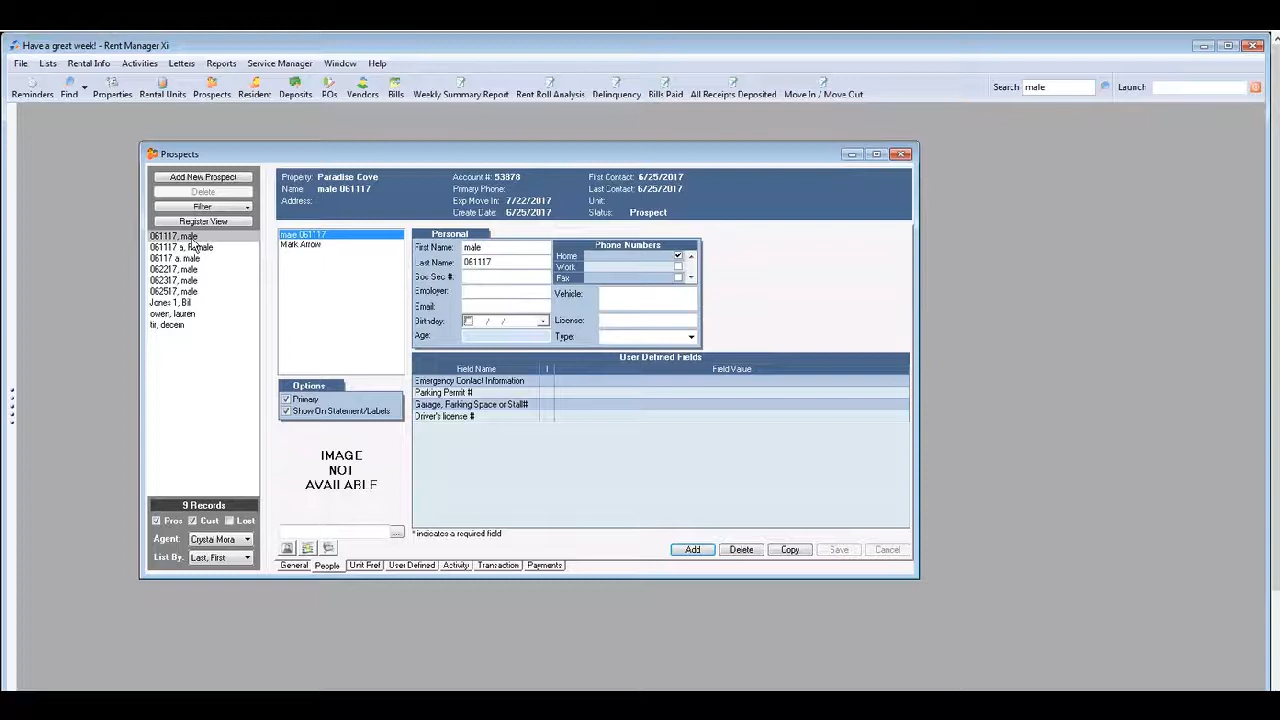 Have a great week! - Rent Manager Xi
File Lists Rental Info Activities Letters Reports Service Manager Window Help
Reminders Find Properties Rental Units Prospects Resident Deposits POs Vendors Bills Weekly Summary Report Rent Roll Analysis Delinquency Bills Paid All Receipts Deposited Move In / Move Out Search male Launch
Prospects
Add New Prospect
Delete
Filter
Register View
061117, male
061117 a, female
06117 a, male
062217, male
062317, male
062517, male
Jones 1, Bill
owen, lauren
tir, decem
9 Records
Pros Cust Lost
Agent: Crysta Mora
List By: Last, First
Property: Paradise Cove Account #: 53878 First Contact: 6/25/2017
Name: male 061117 Primary Phone: Last Contact: 6/25/2017
Address: Exp Move In: 7/22/2017 Unit:
Create Date: 6/25/2017 Status: Prospect
male 061117
Mark Arrow
Options
Primary
Show On Statement/Labels
IMAGE
NOT
AVAILABLE
...
Personal
First Name: male
Last Name: 061117
Soc Sec #:
Employer:
Email:
Birthday: / /
Age:
Phone Numbers
Home
Work
Fax
Vehicle:
License:
Type:
User Defined Fields
Field Name ! Field Value
Emergency Contact Information
Parking Permit #
Garage, Parking Space or Stall#
Driver's license #
*indicates a required field
Add Delete Copy Save Cancel
General People Unit Pref User Defined Activity Transaction Payments